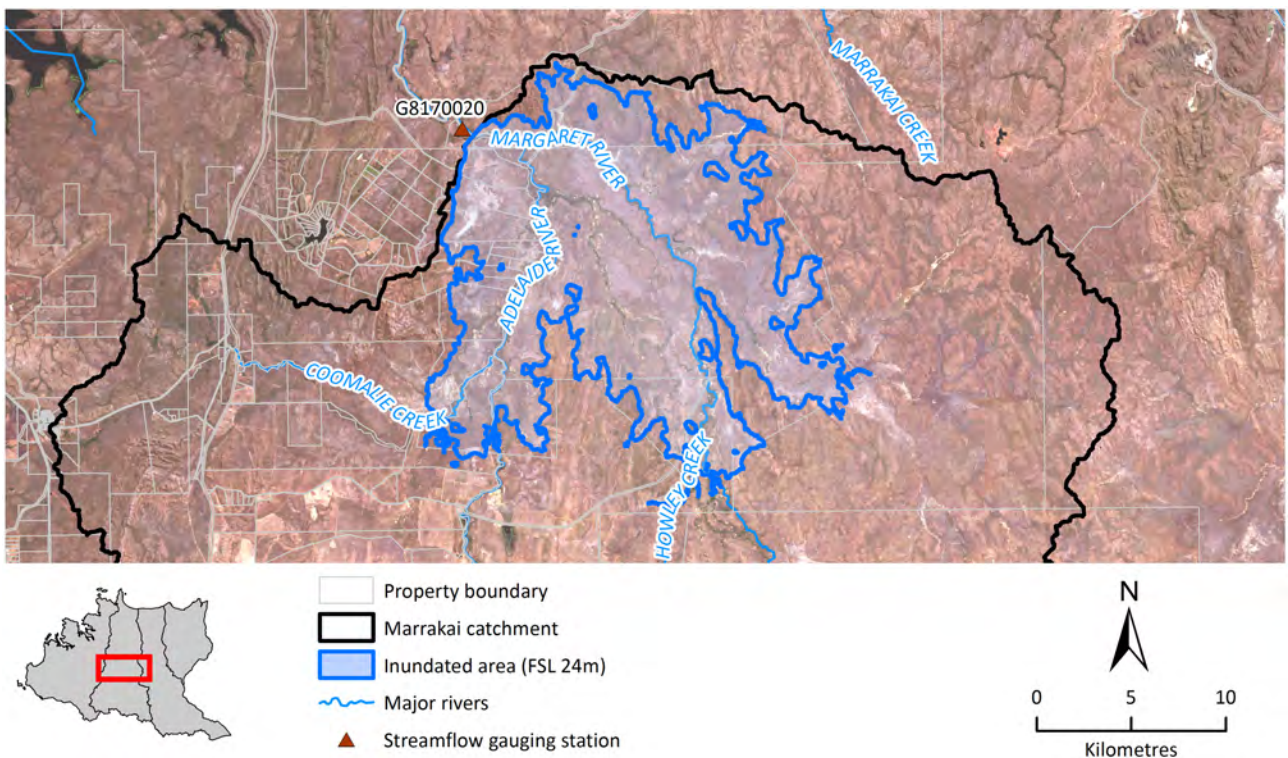 G8170020
MARRAKAI CREEK
MARGARET RIVER
ADELAIDE RIVER
COOMALIE CREEK
HOWLEY CREEK
Property boundary
Marrakai catchment
Inundated area (FSL 24m)
Major rivers
Streamflow gauging station
N
0 5 10
Kilometres